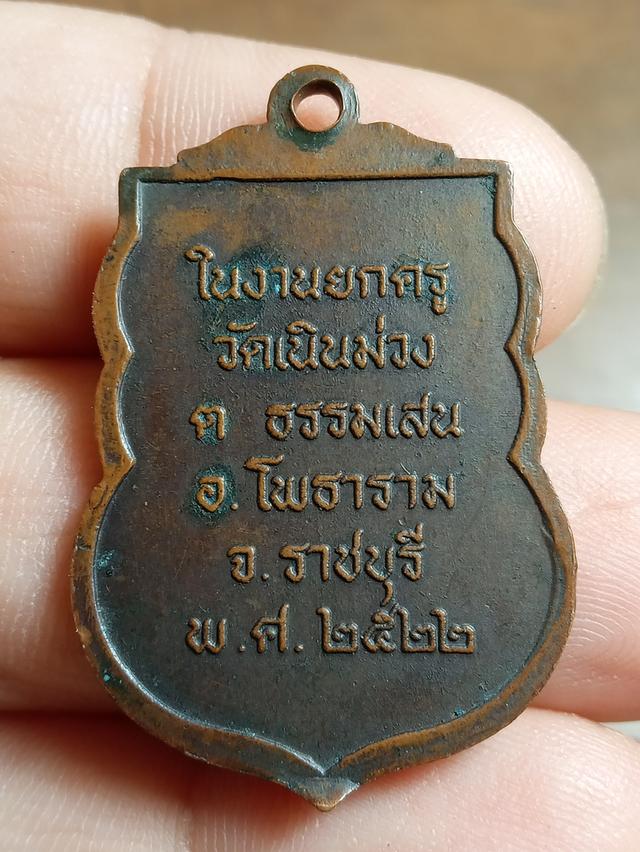 ในงานยกครู
วัดเนินม่วง
ต ธรรมเสน
อ.โพธาราม
จ.ราชบุรี
พ.ศ.๒๕๒๒